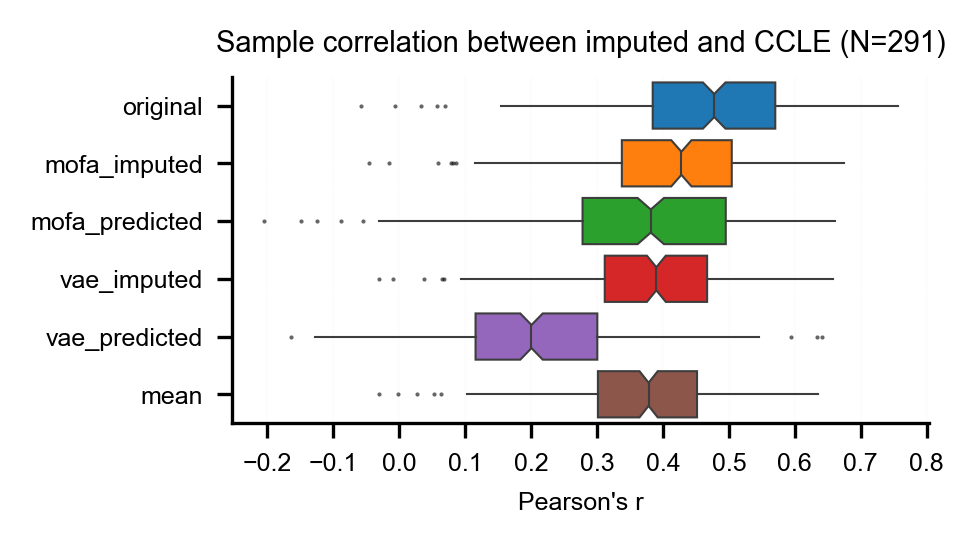 Sample correlation between imputed and CCLE (N=291)
original
mofa_imputed
mofa_predicted
vae_imputed
vae_predicted
mean
−0.2 −0.1 0.0 0.1 0.2 0.3 0.4 0.5 0.6 0.7 0.8
Pearson's r